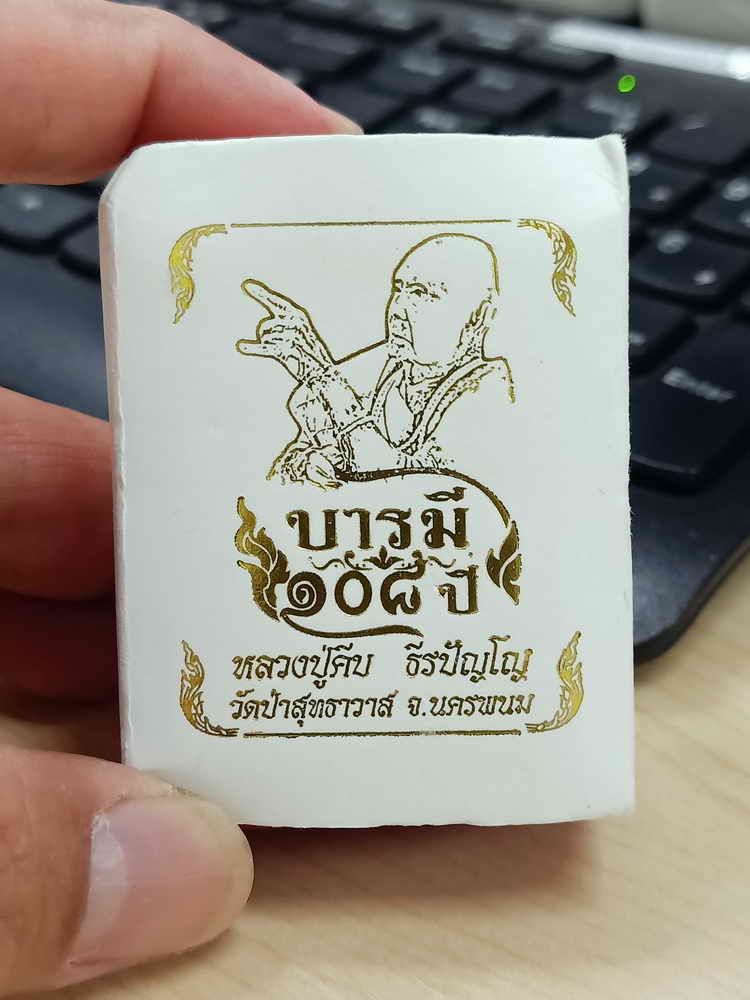 บารมี
๑๐๘ ปี
หลวงปู่คีบ ธีรปัญโญ
วัดป่าสุทธาวาส จ.นครพนม
Enter